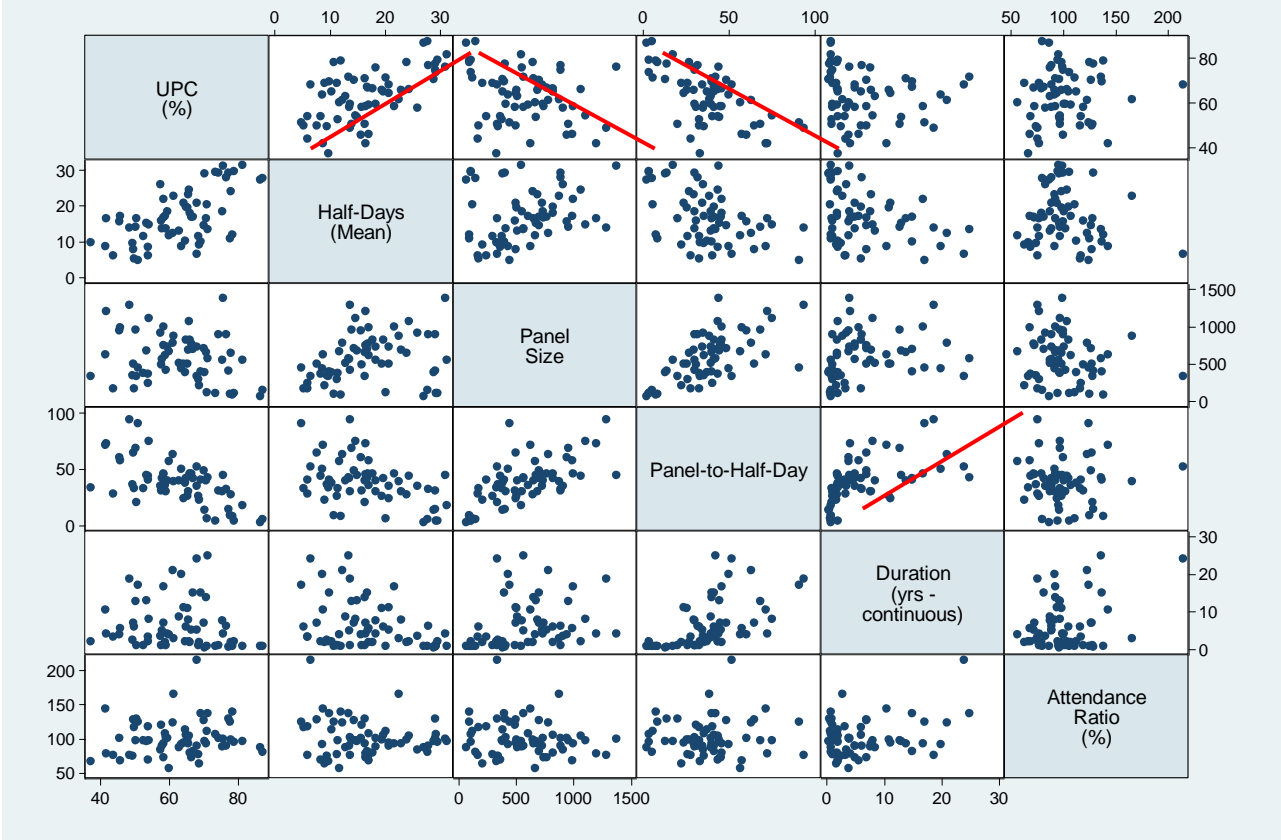 0 10 20 30 0 50 100 50 100 150 200
UPC
(%)
80
60
40
30
20
10
0
Half-Days
(Mean)
Panel
Size
1500
1000
500
0
100
50
0
Panel-to-Half-Day
Duration
(yrs -
continuous)
30
20
10
0
200
150
100
50
Attendance
Ratio
(%)
40 60 80 0 500 1000 1500 0 10 20 30